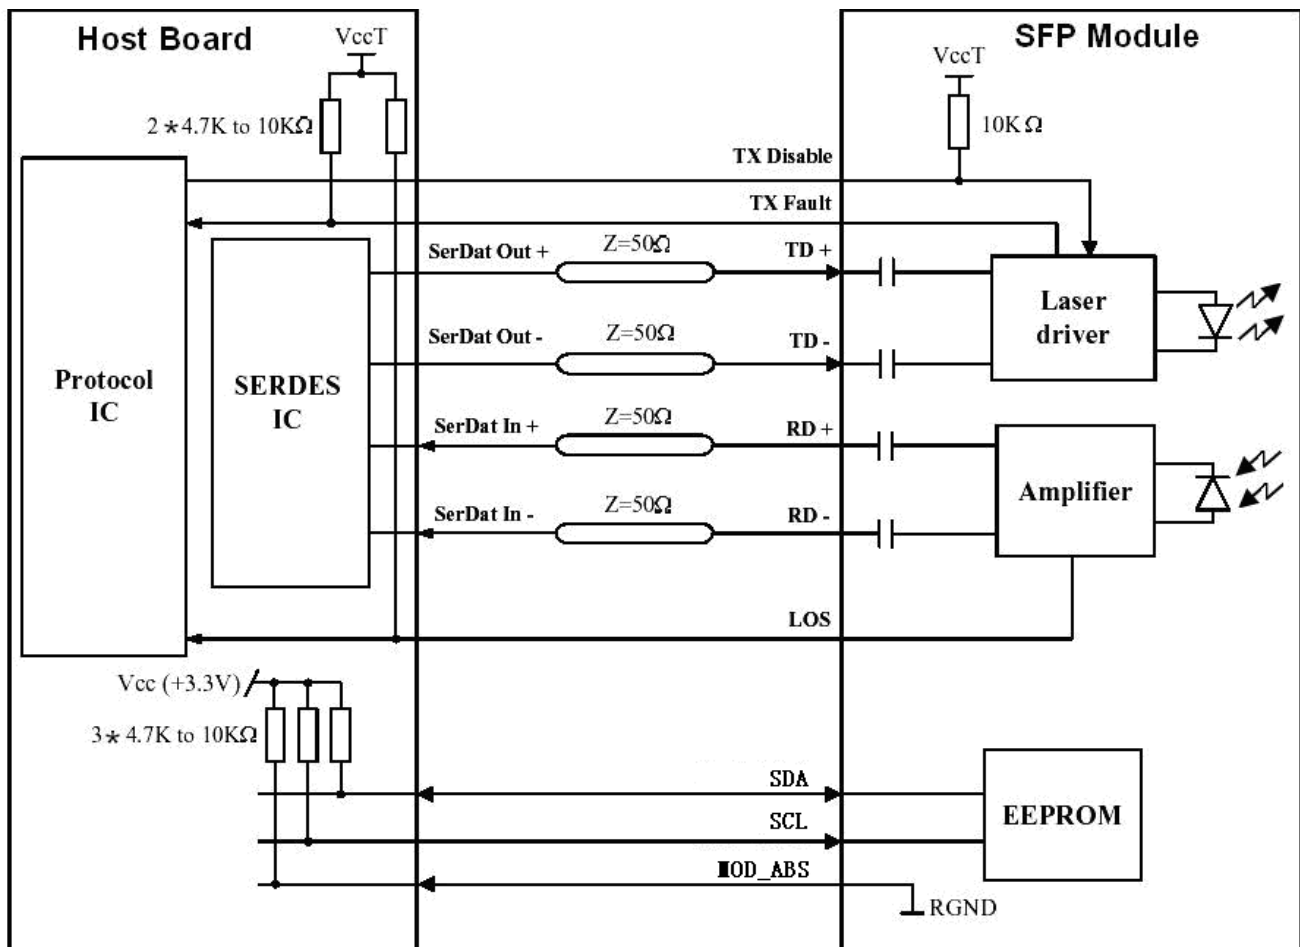 Host Board
SFP Module
VccT
VccT
2*4.7K to 10KΩ
10KΩ
TX Disable
TX Fault
SerDat Out +
Z=50Ω
TD +
Laser
driver
SerDat Out -
Z=50Ω
TD -
Protocol
IC
SERDES
IC
SerDat In +
Z=50Ω
RD +
Amplifier
SerDat In -
Z=50Ω
RD -
LOS
Vcc (+3.3V)
3*4.7K to 10KΩ
SDA
SCL
EEPROM
MOD_ABS
RGND